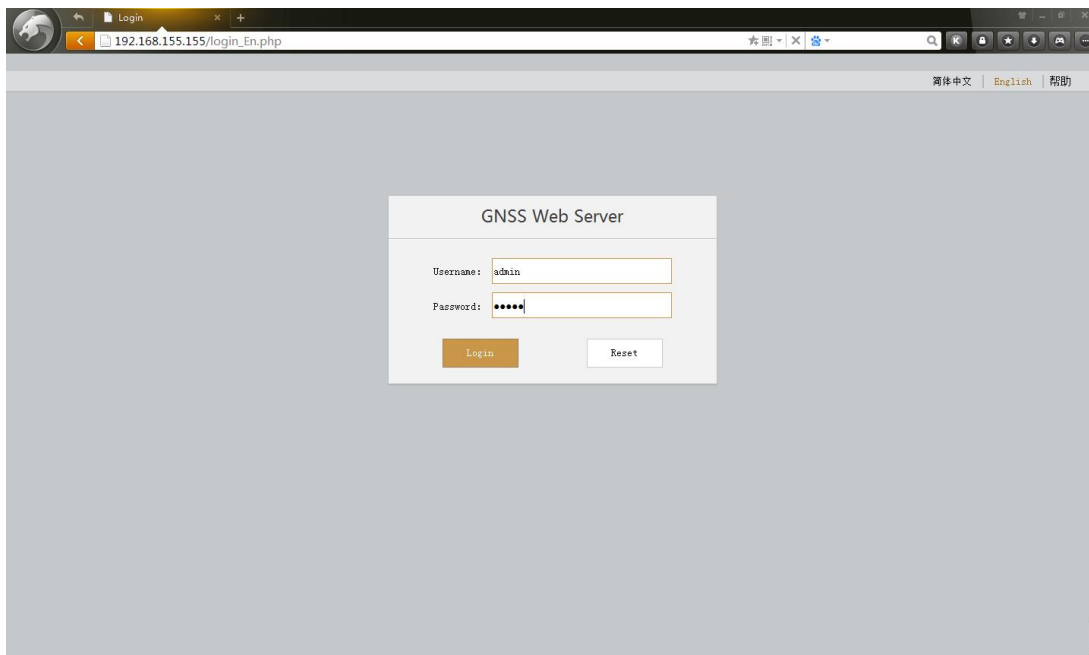 Login
192.168.155.155/login_En.php
K
简体中文 | English | 帮助
GNSS Web Server
Username: admin
Password: •••••
Login Reset